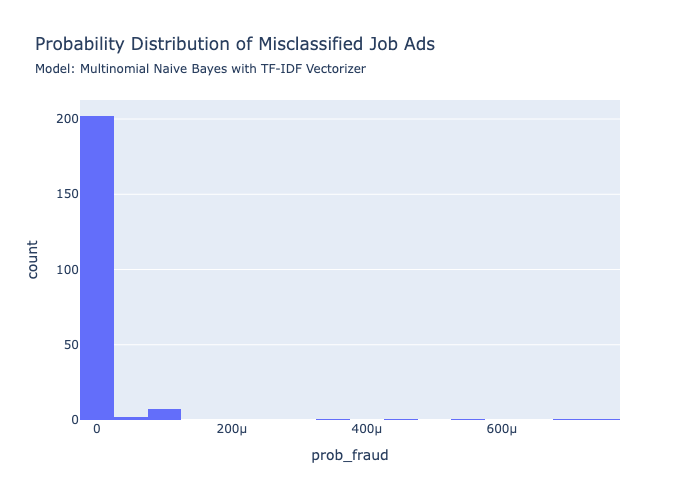 Probability Distribution of Misclassified Job Ads
Model: Multinomial Naive Bayes with TF-IDF Vectorizer
200
150
100
50
0
count
0 200μ 400μ 600μ
prob_fraud